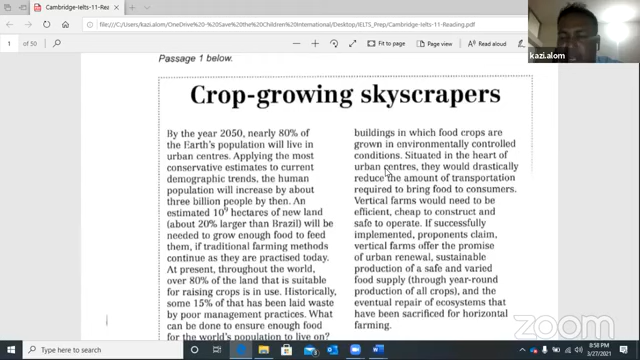 Cambridge-Ielts-11-Reading.pdf
file:///C:/Users/kazi.alom/OneDrive%20-%20Save%20the%20Children%20International/Desktop/IELTS_Prep/Cambridge-Ielts-11-Reading.pdf
1 of 50
Fit to page
Page view
Read aloud
kazi.alom
Passage 1 below.
Crop-growing skyscrapers
By the year 2050, nearly 80% of
the Earth's population will live in
urban centres. Applying the most
conservative estimates to current
demographic trends, the human
population will increase by about
three billion people by then. An
estimated 10⁹ hectares of new land
(about 20% larger than Brazil) will
be needed to grow enough food to
feed them, if traditional farming methods
continue as they are practised today.
At present, throughout the world,
over 80% of the land that is suitable
for raising crops is in use. Historically,
some 15% of that has been laid waste
by poor management practices. What
can be done to ensure enough food
for the world's population to live on?
buildings in which food crops are
grown in environmentally controlled
conditions. Situated in the heart of
urban centres, they would drastically
reduce the amount of transportation
required to bring food to consumers.
Vertical farms would need to be
efficient, cheap to construct and
safe to operate. If successfully
implemented, proponents claim,
vertical farms offer the promise
of urban renewal, sustainable
production of a safe and varied
food supply (through year-round
production of all crops), and the
eventual repair of ecosystems that
have been sacrificed for horizontal
farming.
zoom
Type here to search
8:58 PM
3/27/2021